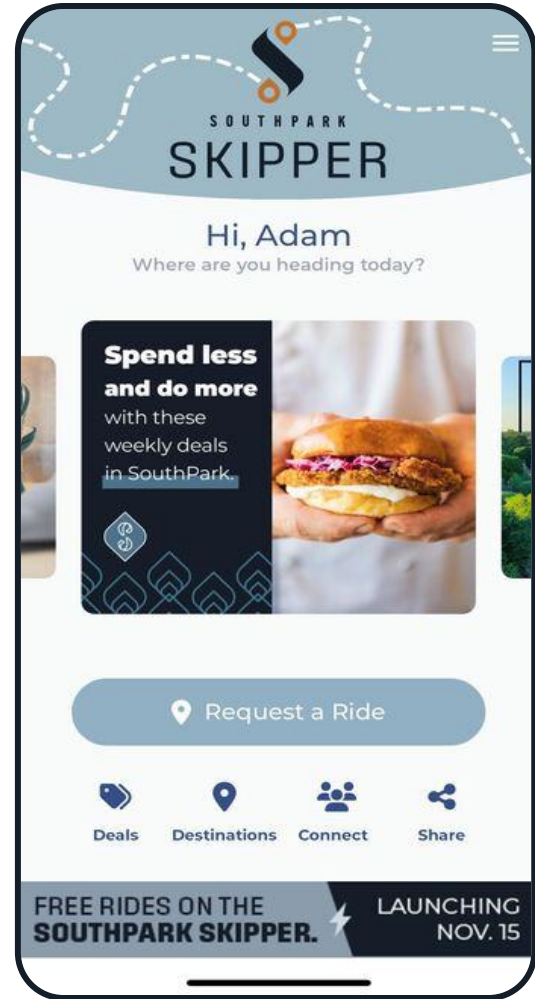 SOUTHPARK
SKIPPER
Hi, Adam
Where are you heading today?
Spend less
and do more
with these
weekly deals
in SouthPark.
Request a Ride
Deals Destinations Connect Share
FREE RIDES ON THE
SOUTHPARK SKIPPER.
LAUNCHING
NOV. 15